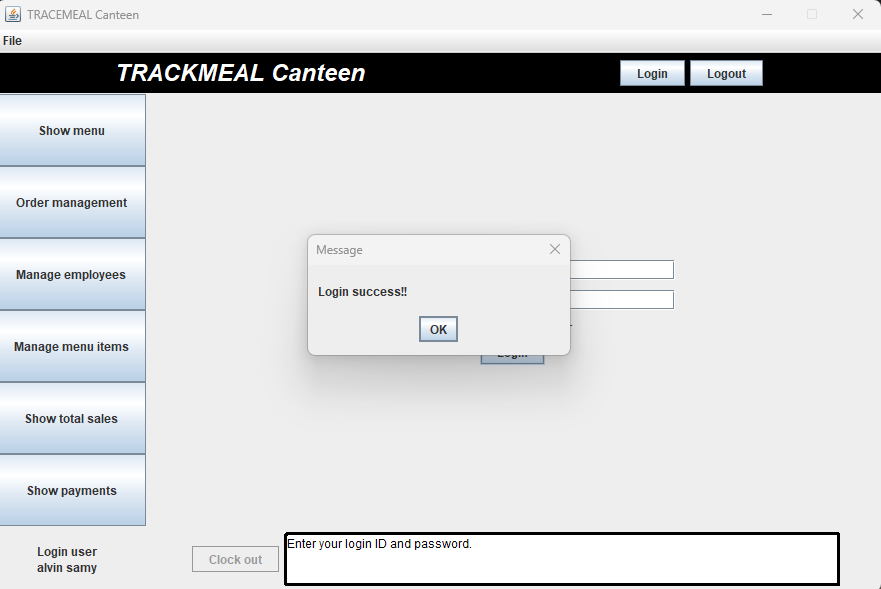 TRACEMEAL Canteen
File
TRACKMEAL Canteen
Login
Logout
Show menu
Order management
Manage employees
Manage menu items
Show total sales
Show payments
Message
Login success!!
OK
Login
Login user
alvin samy
Clock out
Enter your login ID and password.